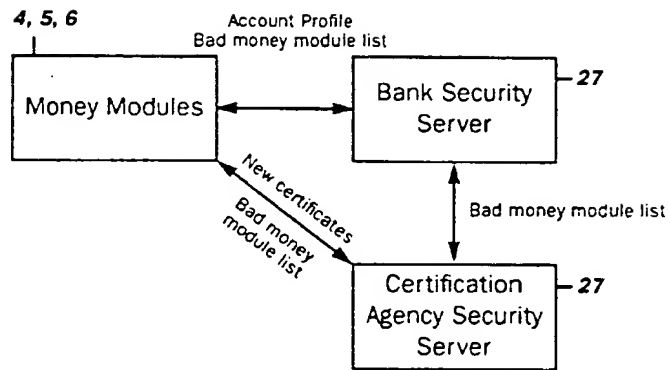 4, 5, 6
Account Profile
Bad money module list
Money Modules
Bank Security
Server
27
New certificates
Bad money
module list
Bad money module list
Certification
Agency Security
Server
27